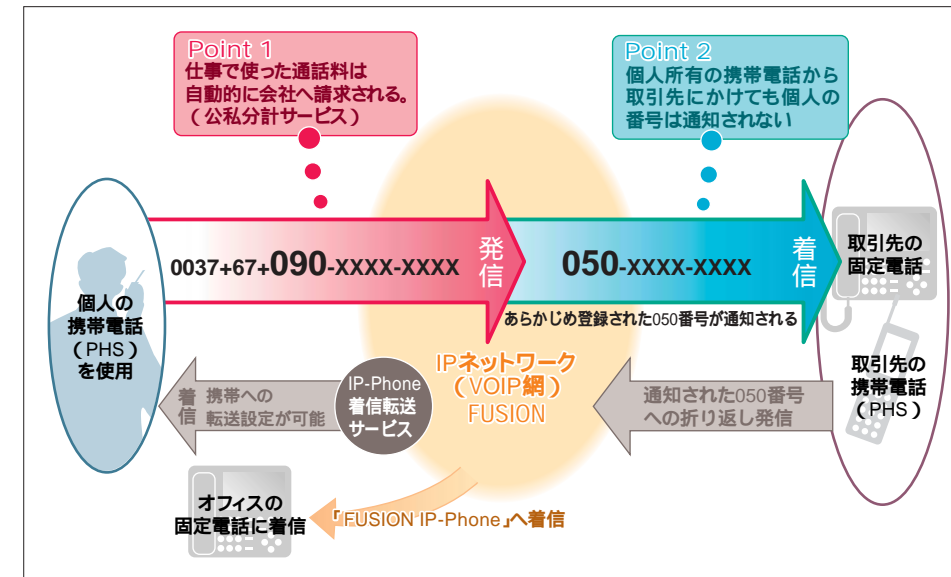 Point 1
仕事で使った通話料は
自動的に会社へ請求される。
(公私分計サービス)
Point 2
個人所有の携帯電話から
取引先にかけても個人の
番号は通知されない
個人の
携帯電話
(PHS)
を使用
0037+67+090-XXXX-XXXX
発信
050-XXXX-XXXX
着信
あらかじめ登録された050番号が通知される
取引先の
固定電話
取引先の
携帯電話
(PHS)
IPネットワーク
(VOIP網)
FUSION
通知された050番号
への折り返し発信
IP-Phone
着信転送
サービス
着信
携帯への
転送設定が可能
オフィスの
固定電話に着信
「FUSION IP-Phone」へ着信